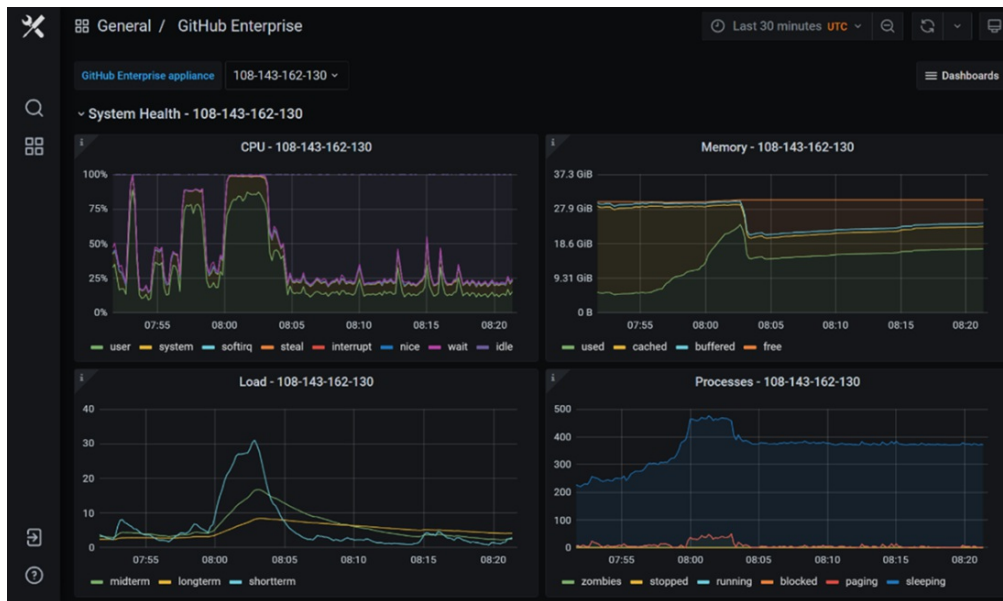 General / GitHub Enterprise
Last 30 minutes UTC
GitHub Enterprise appliance 108-143-162-130
Dashboards
System Health - 108-143-162-130
CPU - 108-143-162-130
100%
75%
50%
25%
0%
07:55 08:00 08:05 08:10 08:15 08:20
user system softirq steal interrupt nice wait idle
Memory - 108-143-162-130
37.3 GiB
27.9 GiB
18.6 GiB
9.31 GiB
0 B
07:55 08:00 08:05 08:10 08:15 08:20
used cached buffered free
Load - 108-143-162-130
40
30
20
10
0
07:55 08:00 08:05 08:10 08:15 08:20
midterm longterm shortterm
Processes - 108-143-162-130
500
400
300
200
100
0
07:55 08:00 08:05 08:10 08:15 08:20
zombies stopped running blocked paging sleeping